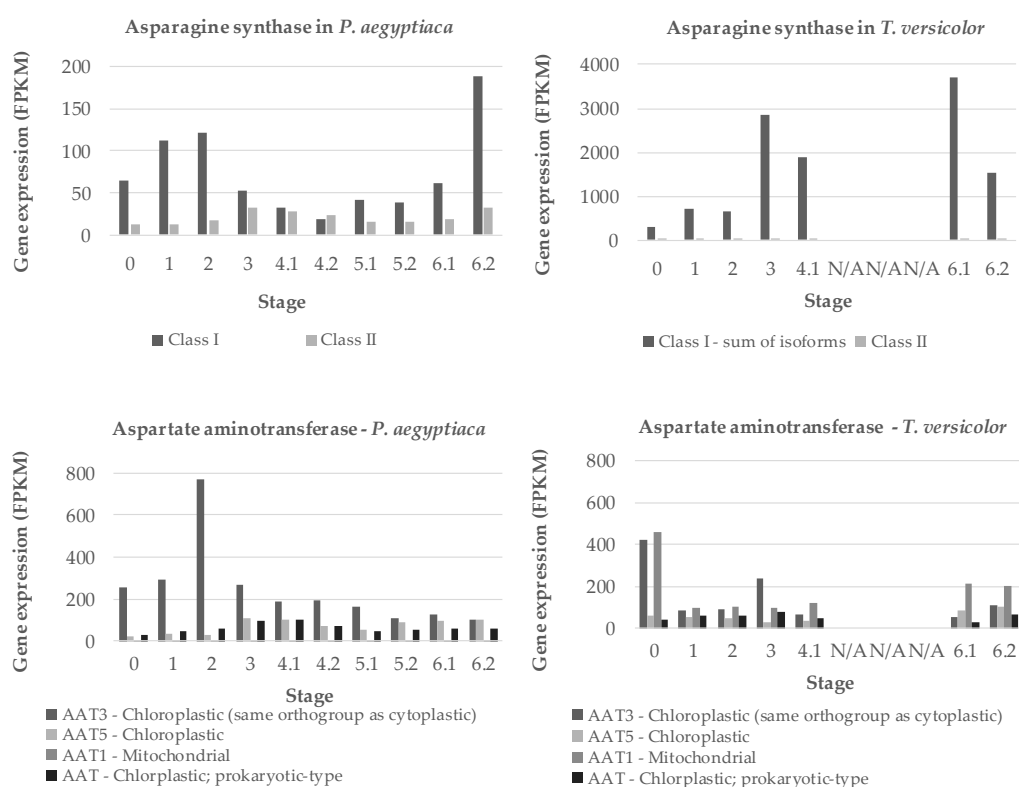 Asparagine synthase in P. aegyptiaca
Gene expression (FPKM)
200
150
100
50
0
0 1 2 3 4.1 4.2 5.1 5.2 6.1 6.2
Stage
Class I Class II
Asparagine synthase in T. versicolor
Gene expression (FPKM)
4000
3000
2000
1000
0
0 1 2 3 4.1 N/A N/A N/A 6.1 6.2
Stage
Class I - sum of isoforms Class II
Aspartate aminotransferase - P. aegyptiaca
Gene expression (FPKM)
800
600
400
200
0
0 1 2 3 4.1 4.2 5.1 5.2 6.1 6.2
Stage
AAT3 - Chloroplastic (same orthogroup as cytoplastic)
AAT5 - Chloroplastic
AAT1 - Mitochondrial
AAT - Chlorplastic; prokaryotic-type
Aspartate aminotransferase - T. versicolor
Gene expression (FPKM)
800
600
400
200
0
0 1 2 3 4.1 N/A N/A N/A 6.1 6.2
Stage
AAT3 - Chloroplastic (same orthogroup as cytoplastic)
AAT5 - Chloroplastic
AAT1 - Mitochondrial
AAT - Chlorplastic; prokaryotic-type